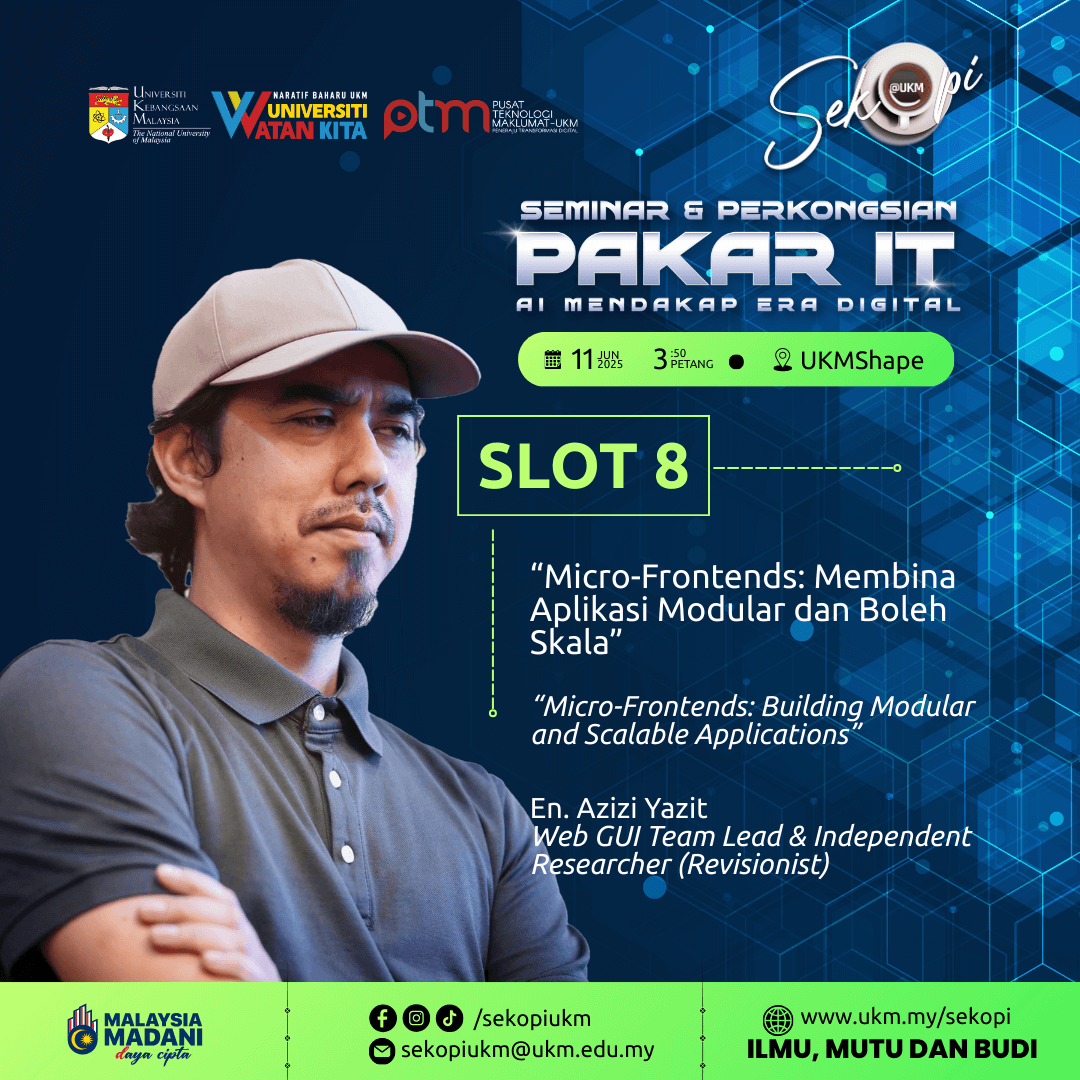 UNIVERSITI
KEBANGSAAN
MALAYSIA
The National University
of Malaysia
NARATIF BAHARU UKM
UNIVERSITI
WATAN KITA
ptm
PUSAT
TEKNOLOGI
MAKLUMAT-UKM
PENERAJU TRANSFORMASI DIGITAL
Sekopi
@UKM
SEMINAR & PERKONGSIAN
PAKAR IT
AI MENDAKAP ERA DIGITAL
11 JUN 2025 3:50 PETANG UKMShape
SLOT 8
“Micro-Frontends: Membina
Aplikasi Modular dan Boleh
Skala”
“Micro-Frontends: Building Modular
and Scalable Applications”
En. Azizi Yazit
Web GUI Team Lead & Independent
Researcher (Revisionist)
MALAYSIA
MADANI
daya cipta
/sekopiukm
sekopiukm@ukm.edu.my
www.ukm.my/sekopi
ILMU, MUTU DAN BUDI